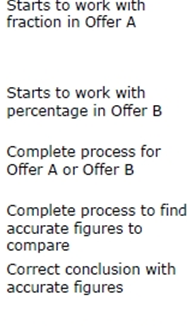 Starts to work with
fraction in Offer A
Starts to work with
percentage in Offer B
Complete process for
Offer A or Offer B
Complete process to find
accurate figures to
compare
Correct conclusion with
accurate figures